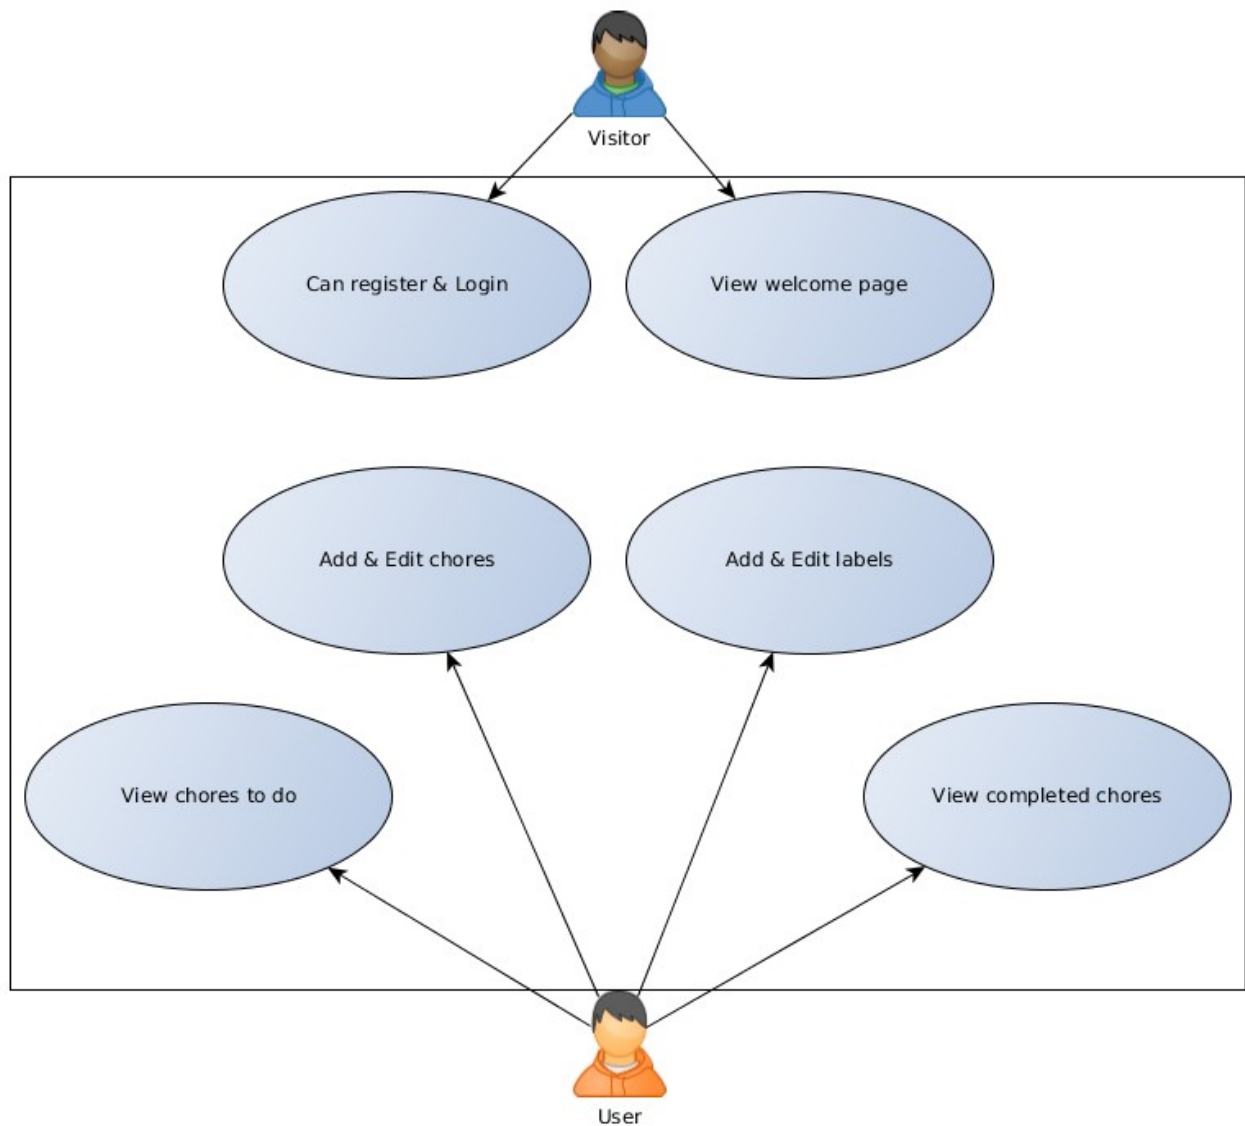 Visitor
Can register & Login
View welcome page
Add & Edit chores
Add & Edit labels
View chores to do
View completed chores
User